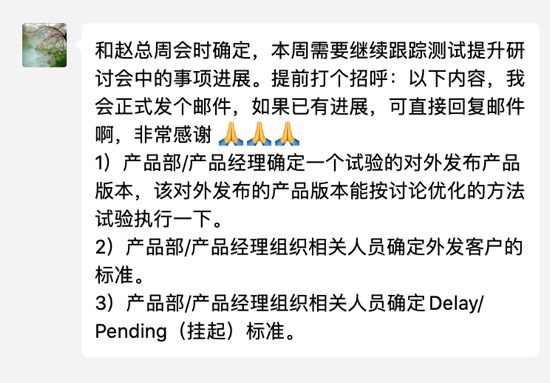 和赵总周会时确定，本周需要继续跟踪测试提升研
讨会中的事项进展。提前打个招呼：以下内容，我
会正式发个邮件，如果已有进展，可直接回复邮件
啊，非常感谢 🙏🙏🙏
1）产品部/产品经理确定一个试验的对外发布产品
版本，该对外发布的产品版本能按讨论优化的方法
试验执行一下。
2）产品部/产品经理组织相关人员确定外发客户的
标准。
3）产品部/产品经理组织相关人员确定Delay/
Pending（挂起）标准。